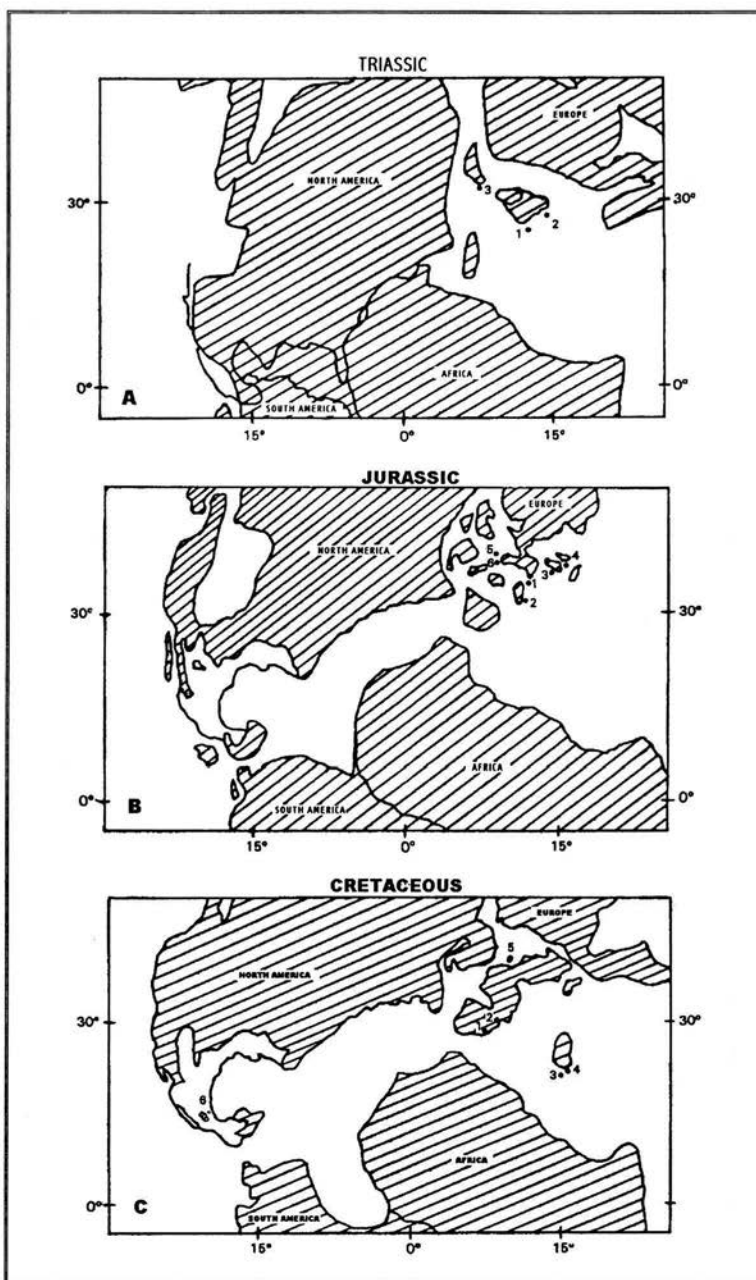 TRIASSIC
EUROPE
NORTH AMERICA
3
30° 30°
2
1
AFRICA
0° 0°
A
SOUTH AMERICA
15° 0° 15°
JURASSIC
EUROPE
NORTH AMERICA
5
4
6
3
1
2
30° 30°
AFRICA
0° 0°
B
SOUTH AMERICA
15° 0° 15°
CRETACEOUS
EUROPE
5
NORTH AMERICA
30° 30°
2
1
3 4
6
AFRICA
0° 0°
C
SOUTH AMERICA
15° 0° 15°